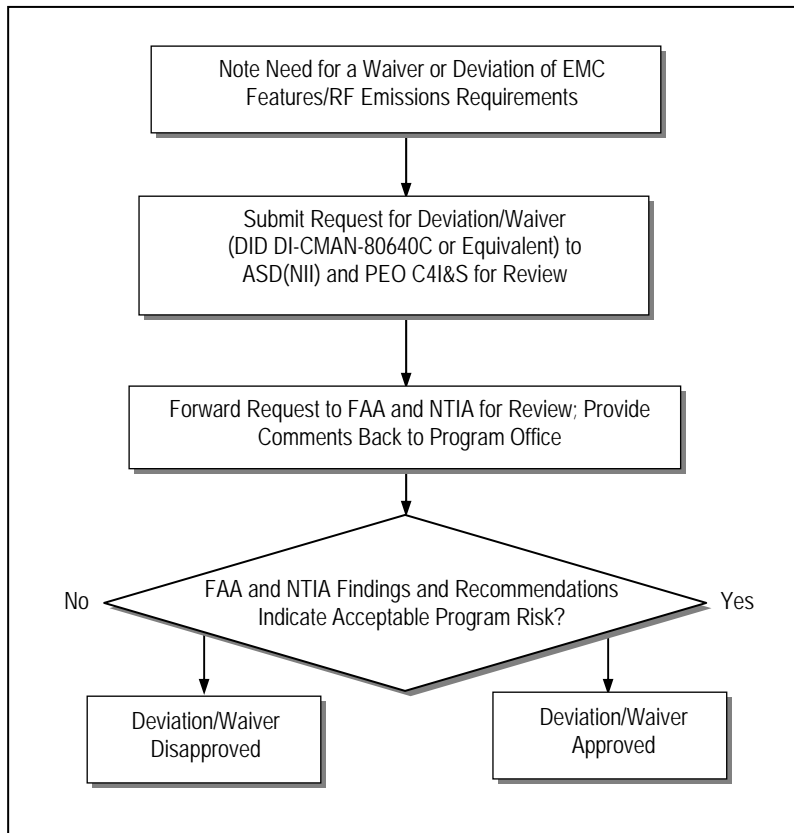 Note Need for a Waiver or Deviation of EMC
Features/RF Emissions Requirements
Submit Request for Deviation/Waiver
(DID DI-CMAN-80640C or Equivalent) to
ASD(NII) and PEO C4I&S for Review
Forward Request to FAA and NTIA for Review; Provide
Comments Back to Program Office
No
FAA and NTIA Findings and Recommendations
Indicate Acceptable Program Risk?
Yes
Deviation/Waiver
Disapproved
Deviation/Waiver
Approved